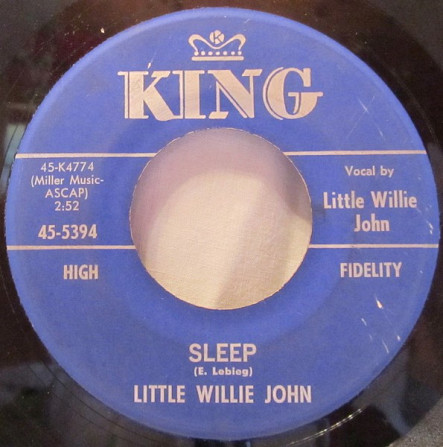 K
KING
45-K4774
(Miller Music-
ASCAP)
2:52
45-5394
Vocal by
Little Willie
John
HIGH
FIDELITY
SLEEP
(E. Lebieg)
LITTLE WILLIE JOHN